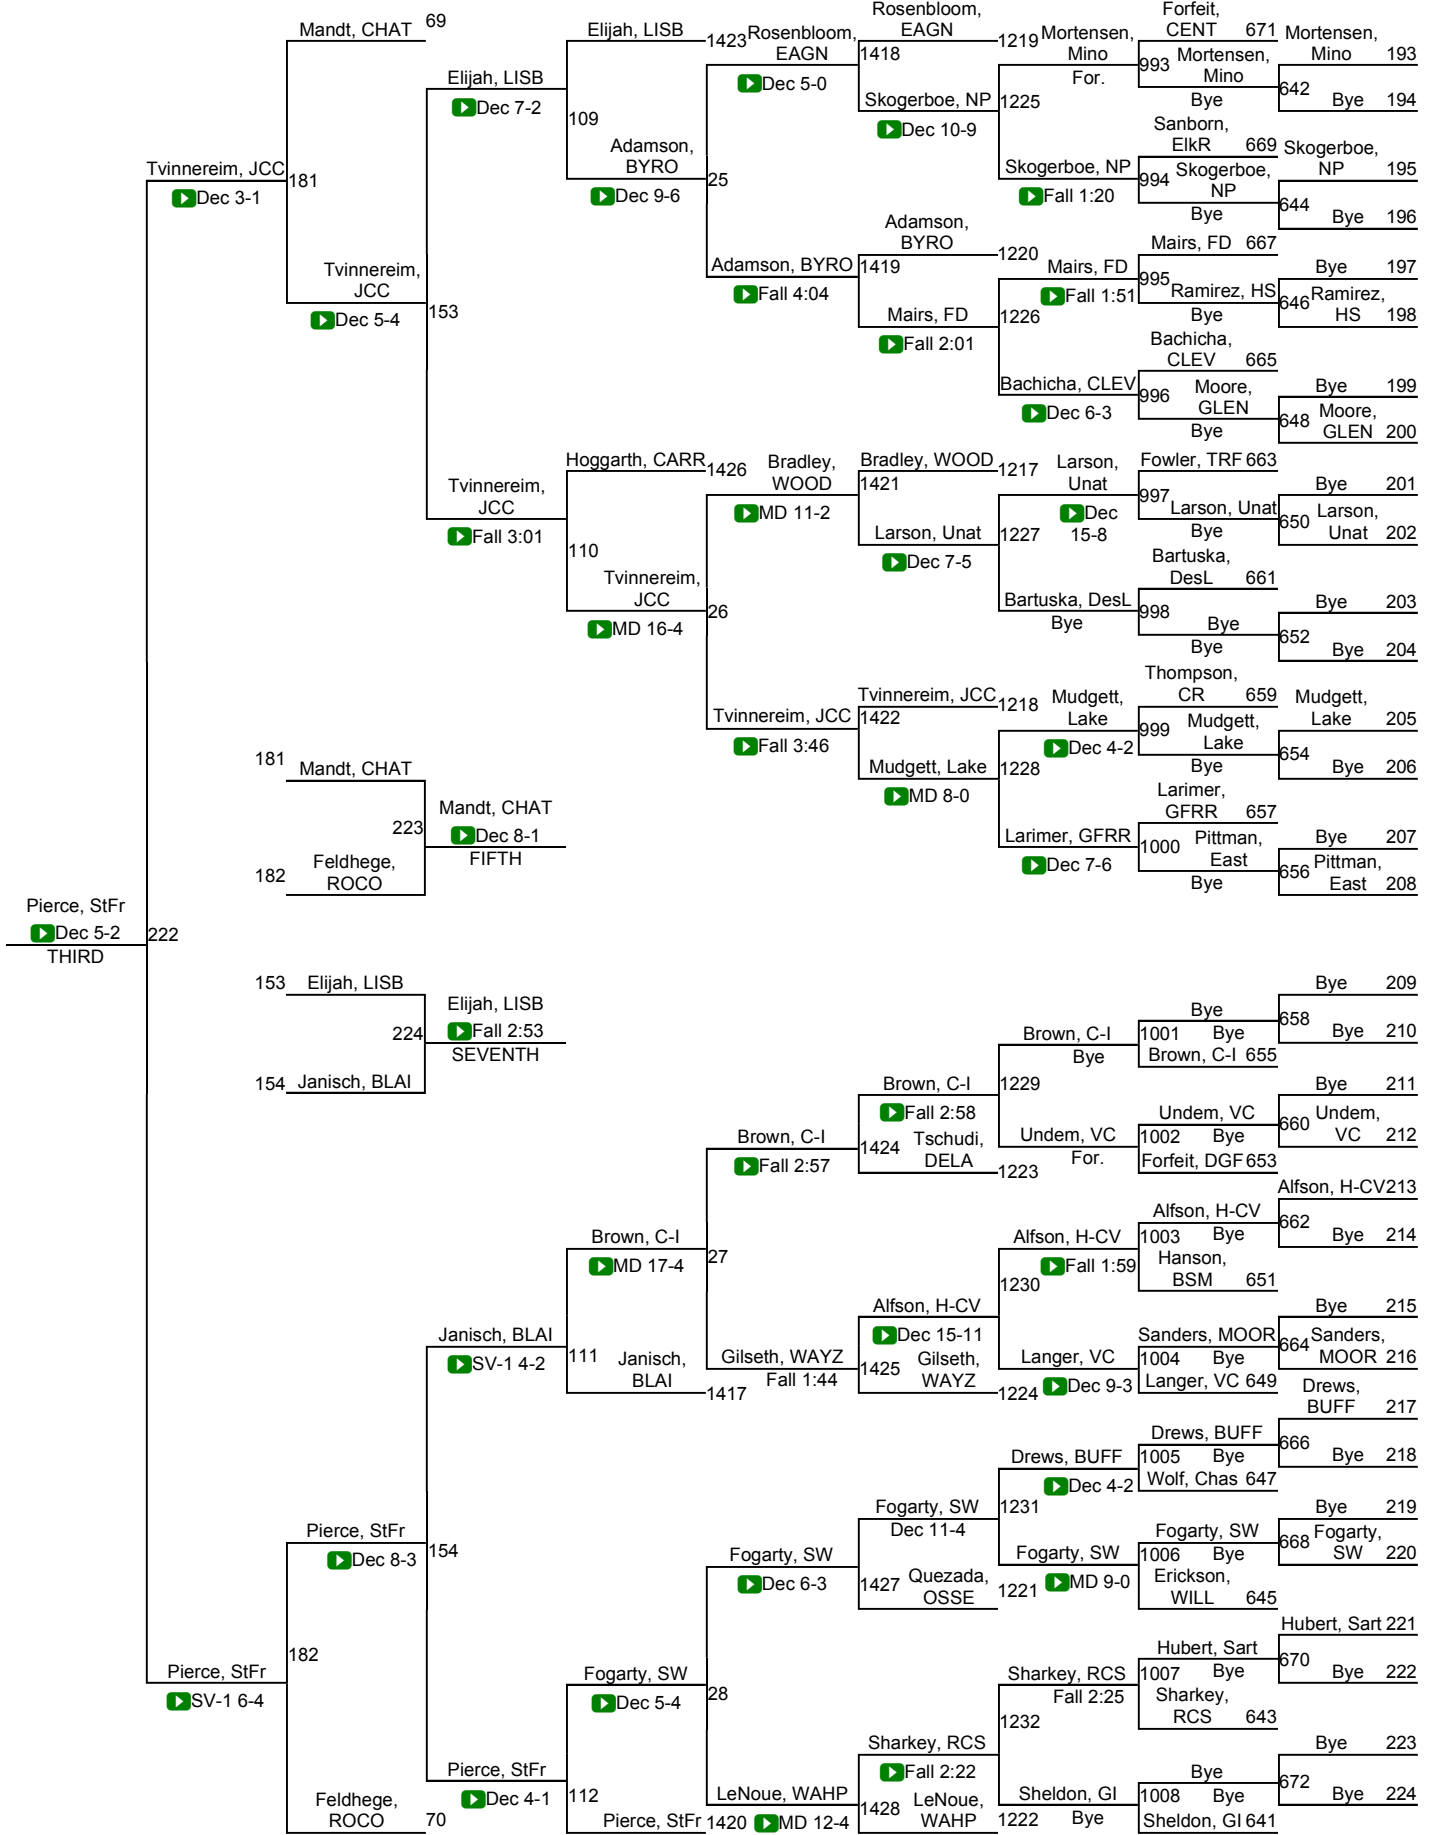 Rosenbloom,
EAGN
Forfeit,
CENT 671
Mandt, CHAT 69
Elijah, LISB 1423
Rosenbloom,
EAGN
Dec 5-0
1418
1219
Mortensen,
Mino
For.
993
Mortensen,
Mino
Bye
Mortensen,
Mino 193
642
Bye 194
Elijah, LISB
Dec 7-2
109
Skogerboe, NP
Dec 10-9
1225
Sanborn,
ElkR 669
Adamson,
BYRO
Dec 9-6
25
Skogerboe, NP
Fall 1:20
994
Skogerboe,
NP
Bye
Skogerboe,
NP 195
644
Bye 196
Tvinnereim, JCC
Dec 3-1
181
Adamson,
BYRO
1220
Adamson, BYRO
Fall 4:04
1419
Mairs, FD
Fall 1:51
Mairs, FD 667
995
Ramirez, HS
Bye
Bye 197
646
Ramirez,
HS 198
Tvinnereim,
JCC
Dec 5-4
153
Mairs, FD
Fall 2:01
1226
Bachicha,
CLEV 665
Bachicha, CLEV
Dec 6-3
996
Moore,
GLEN
Bye
Bye 199
648
Moore,
GLEN 200
Hoggarth, CARR 1426
Bradley,
WOOD
MD 11-2
Bradley, WOOD 1217
1421
Larson,
Unat
Dec
15-8
Fowler, TRF 663
997
Larson, Unat
Bye
Bye 201
650
Larson,
Unat 202
Tvinnereim,
JCC
Fall 3:01
110
Larson, Unat
Dec 7-5
1227
Bartuska,
DesL 661
Tvinnereim,
JCC
MD 16-4
26
Bartuska, DesL
Bye
998
Bye
Bye
Bye 203
652
Bye 204
Tvinnereim, JCC 1218
Thompson,
CR 659
Tvinnereim, JCC
Fall 3:46
1422
Mudgett,
Lake
Dec 4-2
999
Mudgett,
Lake
Bye
Mudgett,
Lake 205
654
Bye 206
Mudgett, Lake
MD 8-0
1228
Larimer,
GFRR 657
Larimer, GFRR
Dec 7-6
1000
Pittman,
East
Bye
Bye 207
656
Pittman,
East 208
181
Mandt, CHAT
223
Mandt, CHAT
Dec 8-1
FIFTH
182
Feldhege,
ROCO
Pierce, StFr
Dec 5-2
THIRD
222
153 Elijah, LISB
224
Elijah, LISB
Fall 2:53
SEVENTH
154 Janisch, BLAI
Bye 209
658
Bye 210
Bye
1001 Bye
Brown, C-I 655
Brown, C-I
Bye
1229
Brown, C-I
Fall 2:58
1424
Tschudi,
DELA
1223
Undem, VC
For.
Undem, VC
1002 Bye
Forfeit, DGF 653
Bye 211
660
Undem,
VC 212
Brown, C-I
Fall 2:57
27
Brown, C-I
MD 17-4
Alfson, H-CV 213
662
Bye 214
Alfson, H-CV
1003 Bye
Hanson,
BSM 651
Alfson, H-CV
Fall 1:59
1230
Alfson, H-CV
Dec 15-11
1425
Gilseth,
WAYZ
1224
Gilseth, WAYZ
Fall 1:44
Langer, VC
Dec 9-3
Sanders, MOOR
1004 Bye
Langer, VC 649
Bye 215
664
Sanders,
MOOR 216
Janisch, BLAI
SV-1 4-2
111
Janisch,
BLAI
1417
Drews,
BUFF 217
666
Bye 218
Drews, BUFF
1005 Bye
Wolf, Chas 647
Drews, BUFF
Dec 4-2
1231
Fogarty, SW
Dec 11-4
1427
Quezada,
OSSE
1221
Fogarty, SW
MD 9-0
Fogarty, SW
1006 Bye
Erickson,
WILL 645
Bye 219
668
Fogarty,
SW 220
Pierce, StFr
Dec 8-3
154
Fogarty, SW
Dec 6-3
28
Fogarty, SW
Dec 5-4
182
Pierce, StFr
SV-1 6-4
Hubert, Sart 221
670
Bye 222
Hubert, Sart
1007 Bye
Sharkey,
RCS 643
Sharkey, RCS
Fall 2:25
1232
Sharkey, RCS
Fall 2:22
1428
LeNoue,
WAHP
1222
LeNoue, WAHP
MD 12-4
Sheldon, GI
Bye
Bye
1008 Bye
Sheldon, GI 641
Bye 223
672
Bye 224
Pierce, StFr
Dec 4-1
112
Pierce, StFr 1420
Feldhege,
ROCO
70